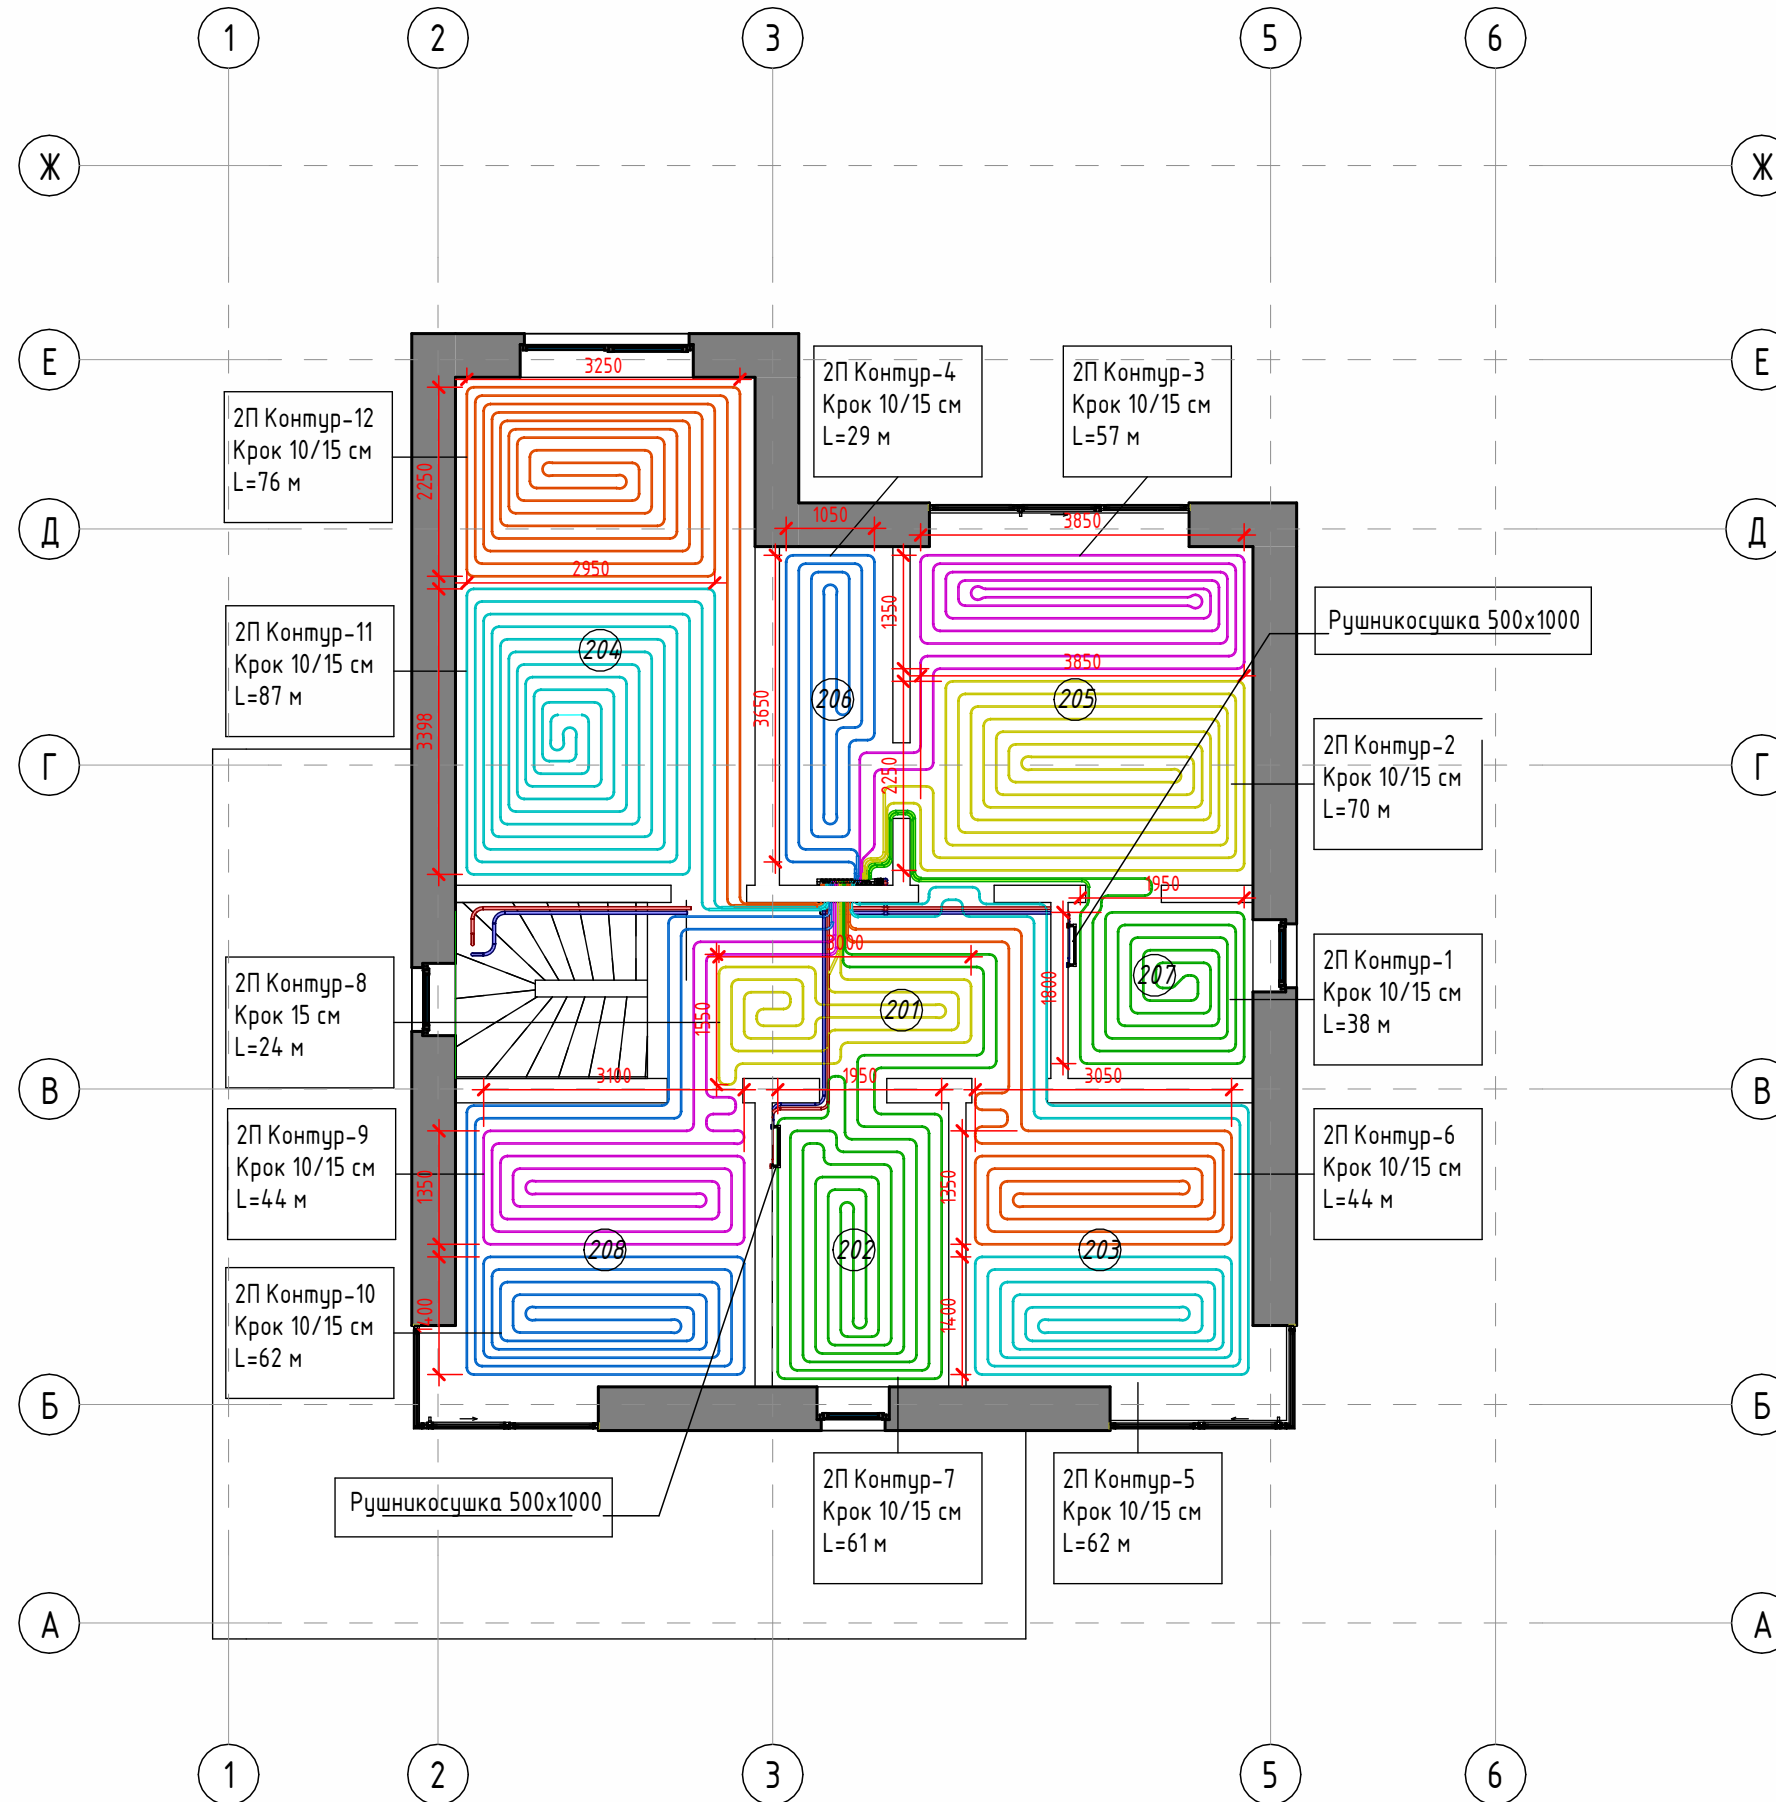 1
2
3
5
6
Ж
Ж
Е
Е
3250
2П Контур-4
Крок 10/15 см
L=29 м
2П Контур-3
Крок 10/15 см
L=57 м
2П Контур-12
Крок 10/15 см
L=76 м
2250
Д
Д
1050
3850
2950
1350
2П Контур-11
Крок 10/15 см
L=87 м
204
Рушникосушка 500х1000
3850
206
205
3650
3398
Г
Г
2250
2П Контур-2
Крок 10/15 см
L=70 м
1950
3000
2П Контур-8
Крок 15 см
L=24 м
1550
201
1800
207
2П Контур-1
Крок 10/15 см
L=38 м
В
В
3100
1950
3050
2П Контур-9
Крок 10/15 см
L=44 м
1350
1350
2П Контур-6
Крок 10/15 см
L=44 м
208
202
203
2П Контур-10
Крок 10/15 см
L=62 м
1400
1400
Б
Б
Рушникосушка 500х1000
2П Контур-7
Крок 10/15 см
L=61 м
2П Контур-5
Крок 10/15 см
L=62 м
А
А
1
2
3
5
6